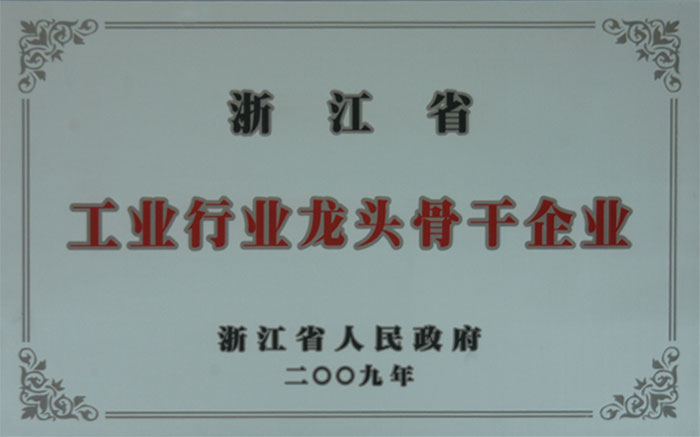 浙江省
工业行业龙头骨干企业
浙江省人民政府
二〇〇九年